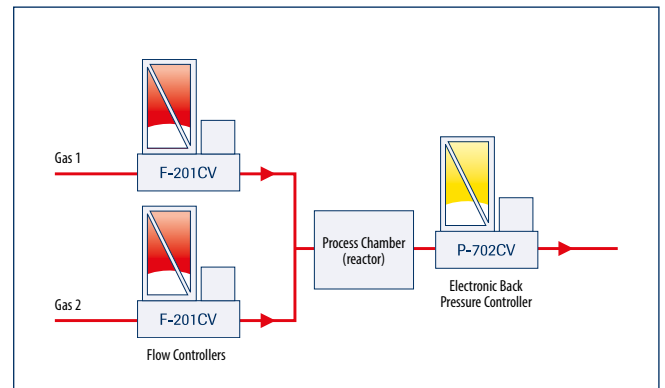 Gas 1
F-201CV
Process Chamber
(reactor)
P-702CV
Electronic Back
Pressure Controller
Gas 2
F-201CV
Flow Controllers